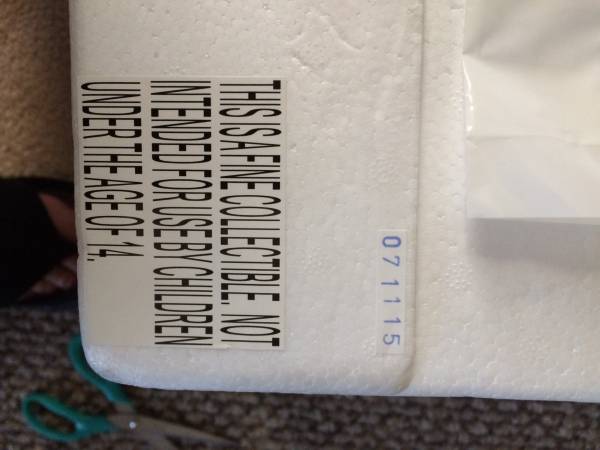 THIS IS A FINE COLLECTIBLE, NOT
INTENDED FOR USE BY CHILDREN
UNDER THE AGE OF 14.
071115